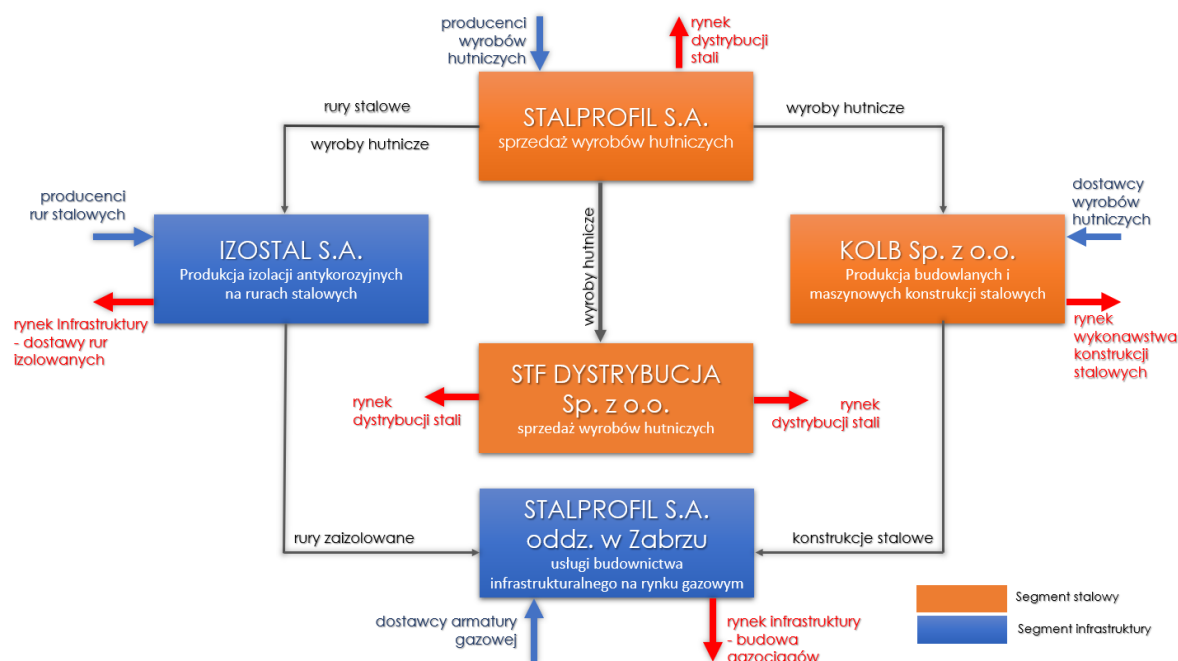 producenci
wyrobów
hutniczych
rynek
dystrybucji
stali
STALPROFIL S.A.
sprzedaż wyrobów hutniczych
rury stalowe
wyroby hutnicze
wyroby hutnicze
producenci
rur stalowych
dostawcy
wyrobów
hutniczych
IZOSTAL S.A.
Produkcja izolacji antykorozyjnych
na rurach stalowych
wyroby hutnicze
KOLB Sp. z o.o.
Produkcja budowlanych i
maszynowych konstrukcji stalowych
rynek Infrastruktury
- dostawy rur
izolowanych
rynek
wykonawstwa
konstrukcji
stalowych
STF DYSTRYBUCJA
Sp. z o.o.
sprzedaż wyrobów hutniczych
rynek
dystrybucji stali
rynek
dystrybucji stali
STALPROFIL S.A.
oddz. w Zabrzu
usługi budownictwa
infrastrukturalnego na rynku gazowym
rury zaizolowane
konstrukcje stalowe
dostawcy armatury
gazowej
rynek infrastruktury
- budowa
gazociągów
Segment stalowy
Segment infrastruktury